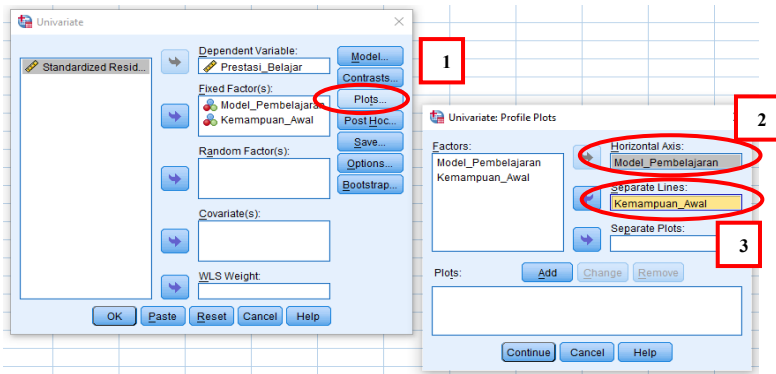 Univariate
Standardized Resid...
Dependent Variable:
Prestasi_Belajar
Fixed Factor(s):
Model_Pembelajaran
Kemampuan_Awal
Random Factor(s):
Covariate(s):
WLS Weight:
Model...
Contrasts...
Plots...
Post Hoc...
Save...
Options...
Bootstrap...
OK
Paste
Reset
Cancel
Help
1
Univariate: Profile Plots
2
Factors:
Model_Pembelajaran
Kemampuan_Awal
Horizontal Axis:
Model_Pembelajaran
Separate Lines:
Kemampuan_Awal
Separate Plots:
3
Plots:
Add
Change
Remove
Continue
Cancel
Help